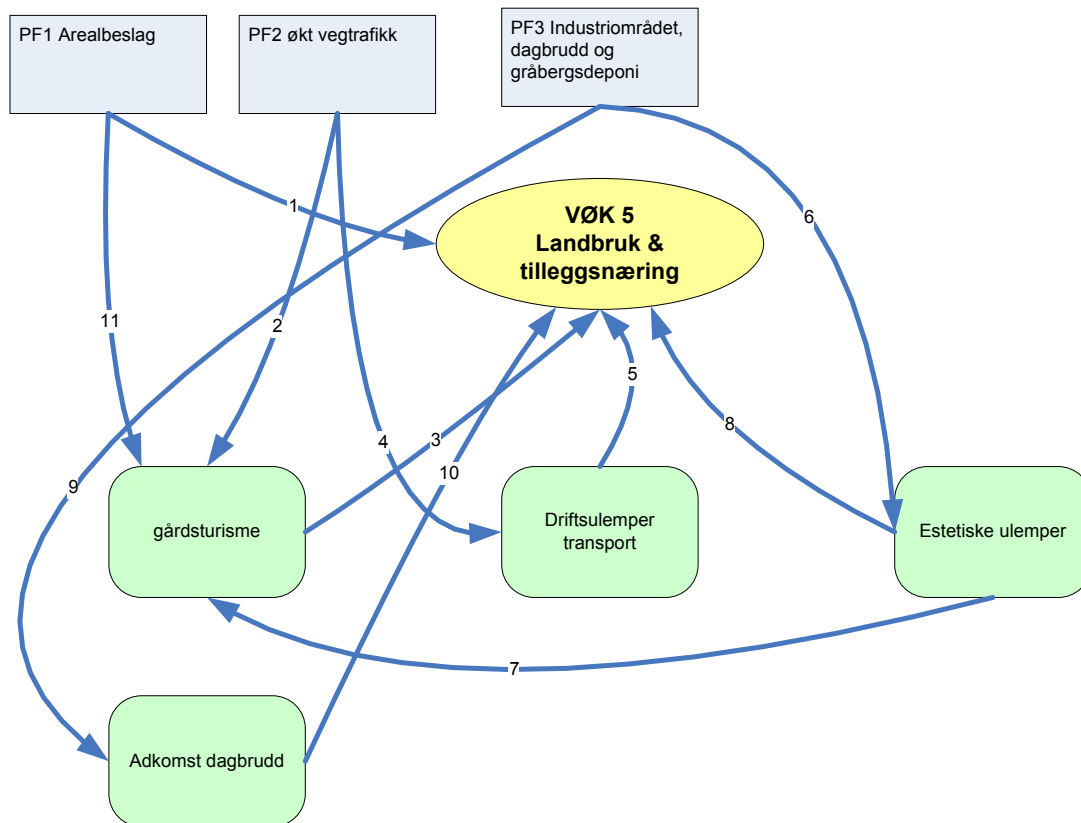 PF1 Arealbeslag
PF2 økt vegtrafikk
PF3 Industriområdet,
dagbrudd og
gråbergsdeponi
1
6
VØK 5
Landbruk &
tilleggsnæring
11
2
5
3
4
8
10
9
gårdsturisme
Driftsulemper
transport
Estetiske ulemper
7
Adkomst dagbrudd